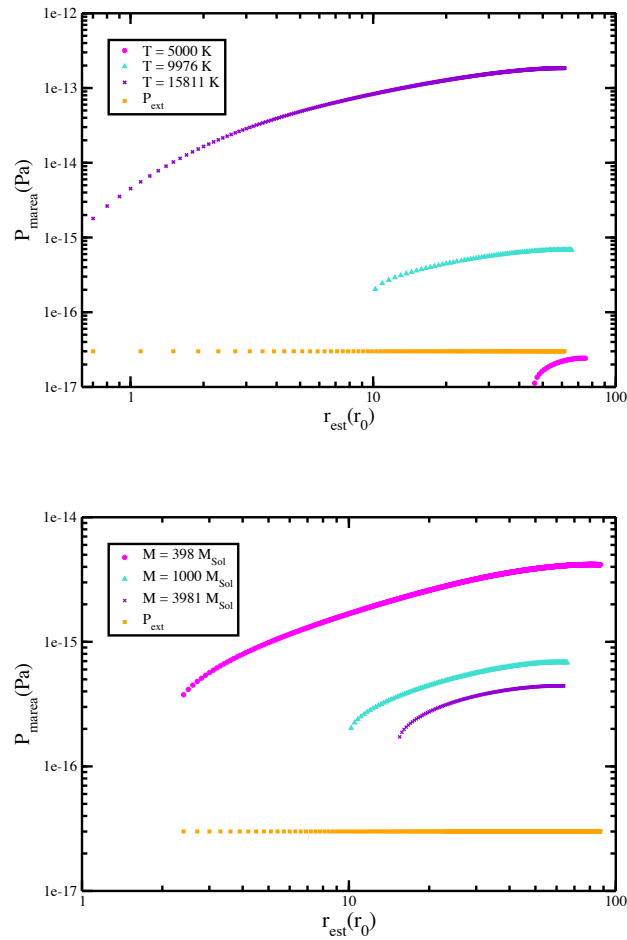 1e-12
T = 5000 K
T = 9976 K
T = 15811 K
P_ext
1e-13
1e-14
1e-15
1e-16
1e-17
P_marea(Pa)
1 10 100
r_est(r_0)
1e-14
M = 398 M_Sol
M = 1000 M_Sol
M = 3981 M_Sol
P_ext
1e-15
1e-16
1e-17
P_marea(Pa)
1 10 100
r_est(r_0)